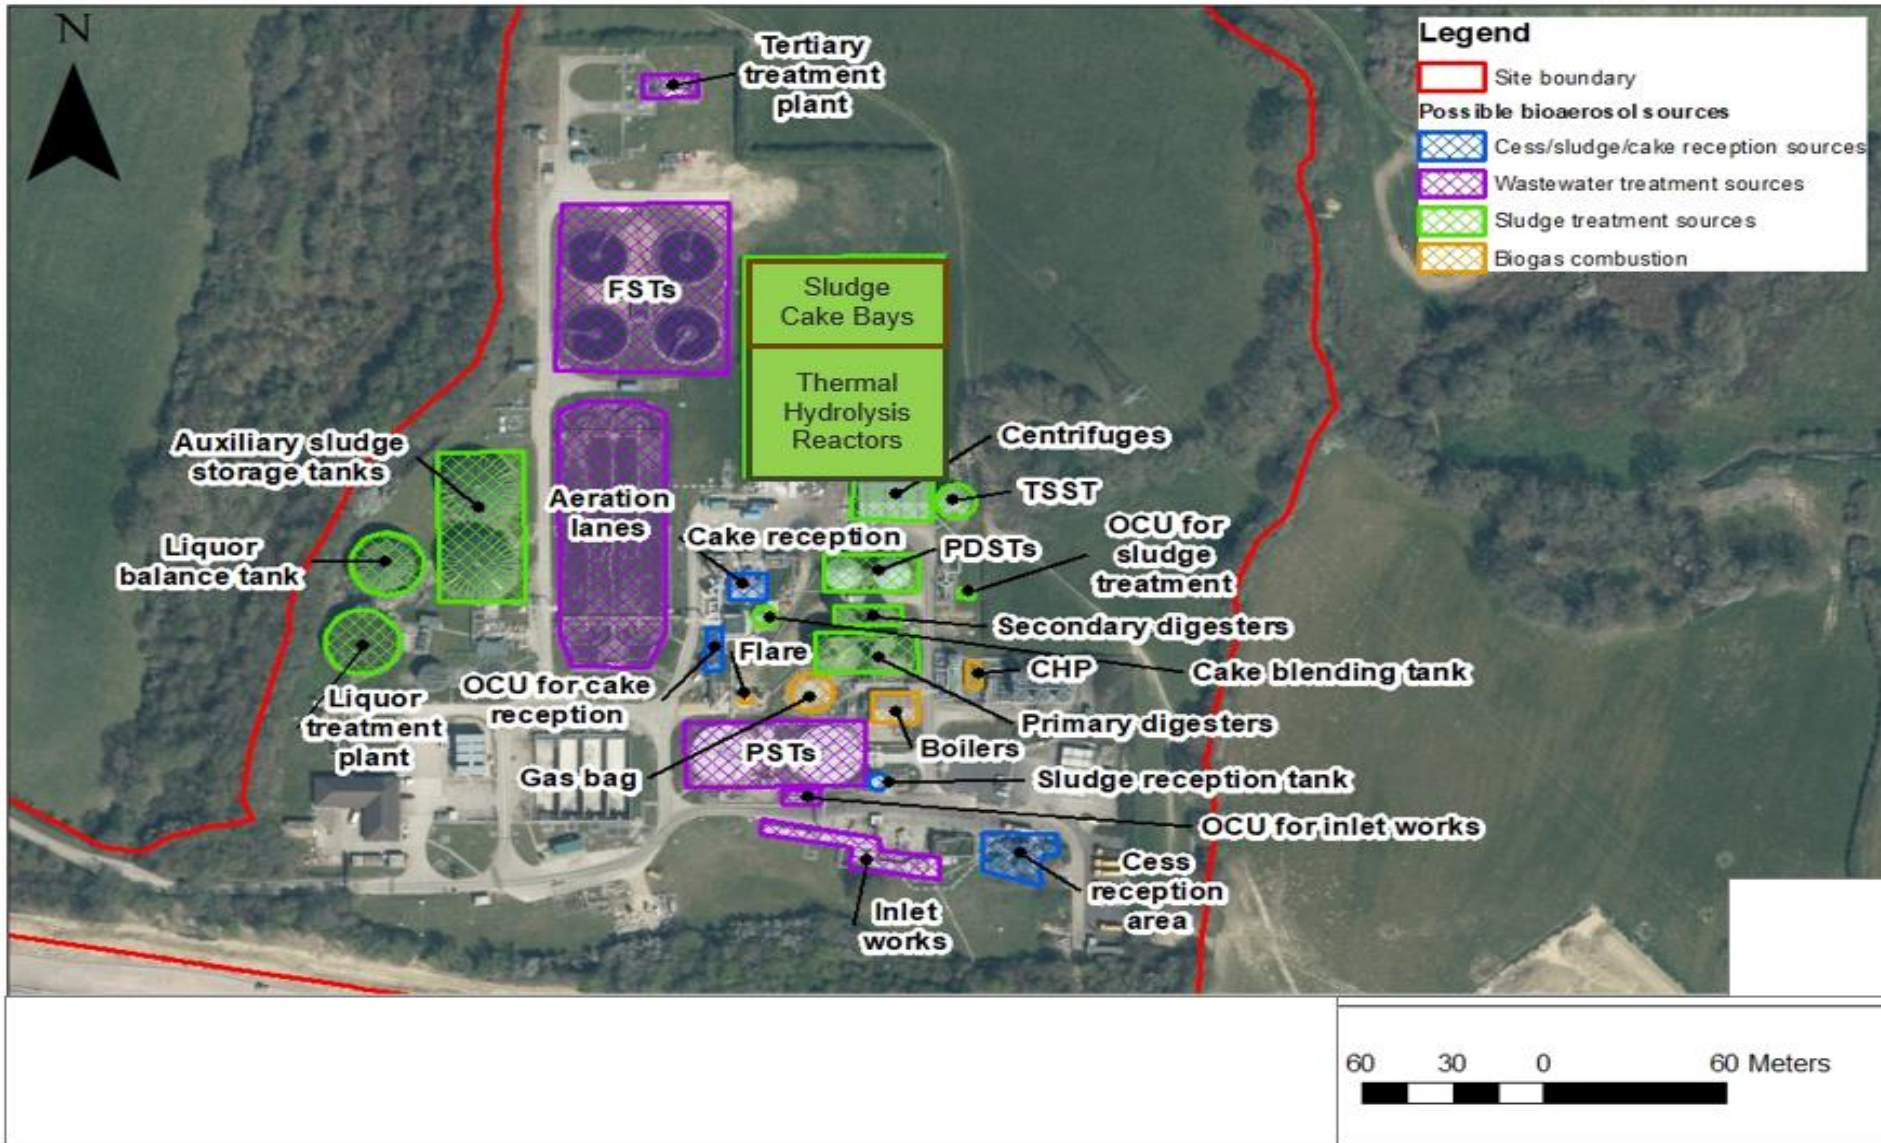 N
Tertiary
treatment
plant
Legend
Site boundary
Possible bioaerosol sources
Cess/sludge/cake reception sources
Wastewater treatment sources
Sludge treatment sources
Biogas combustion
FSTs
Sludge
Cake Bays
Thermal
Hydrolysis
Reactors
Auxiliary sludge
storage tanks
Centrifuges
Aeration
lanes
TSST
Liquor
balance tank
Cake reception
PDSTs
OCU for
sludge
treatment
Secondary digesters
Flare
CHP
Cake blending tank
OCU for cake
reception
Liquor
treatment
plant
Primary digesters
PSTs
Boilers
Gas bag
Sludge reception tank
OCU for inlet works
Cess
reception
area
Inlet
works
60 30 0 60 Meters